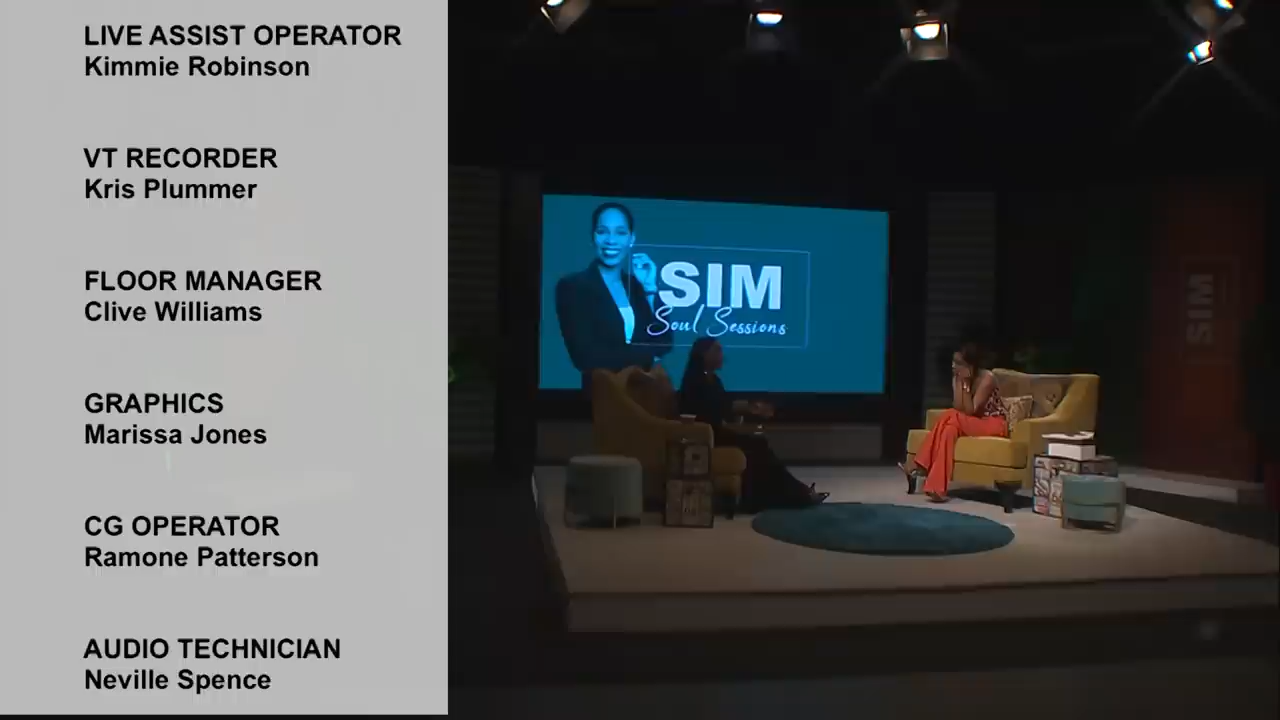 LIVE ASSIST OPERATOR
Kimmie Robinson
VT RECORDER
Kris Plummer
FLOOR MANAGER
Clive Williams
GRAPHICS
Marissa Jones
CG OPERATOR
Ramone Patterson
AUDIO TECHNICIAN
Neville Spence
SIM
Soul Sessions
SIM